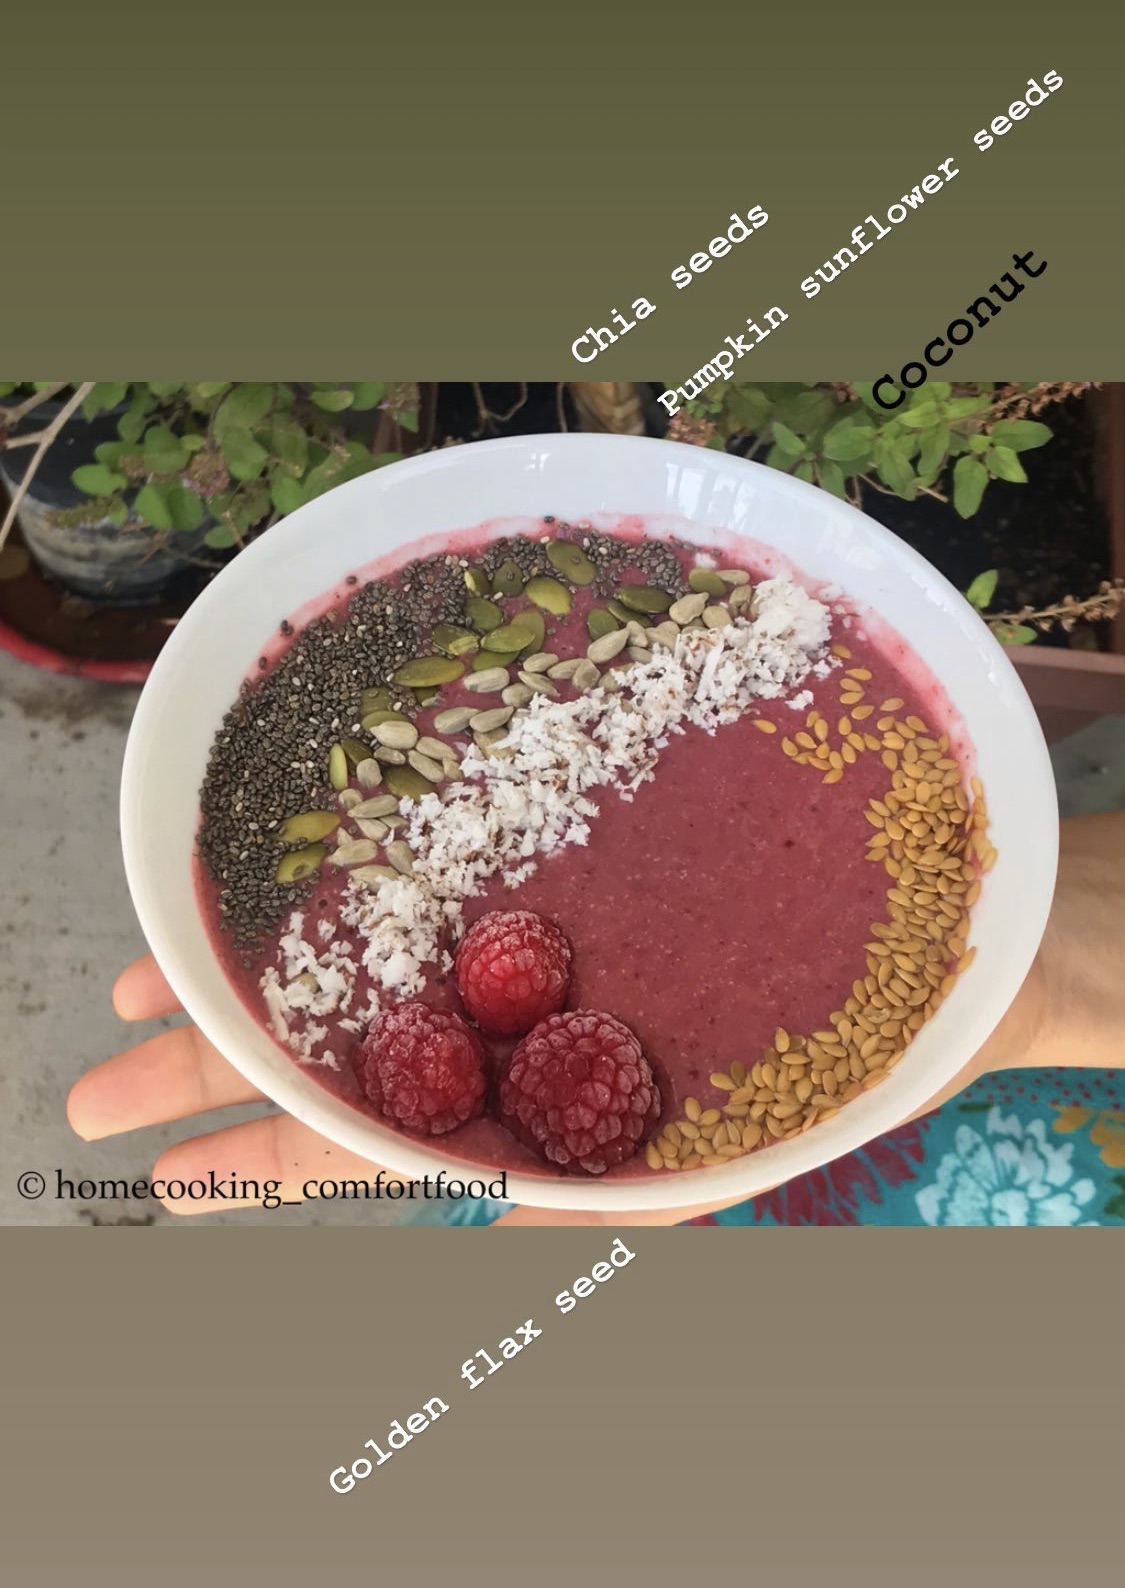 Chia seeds
Pumpkin sunflower seeds
Coconut
© homecooking_comfortfood
Golden flax seed